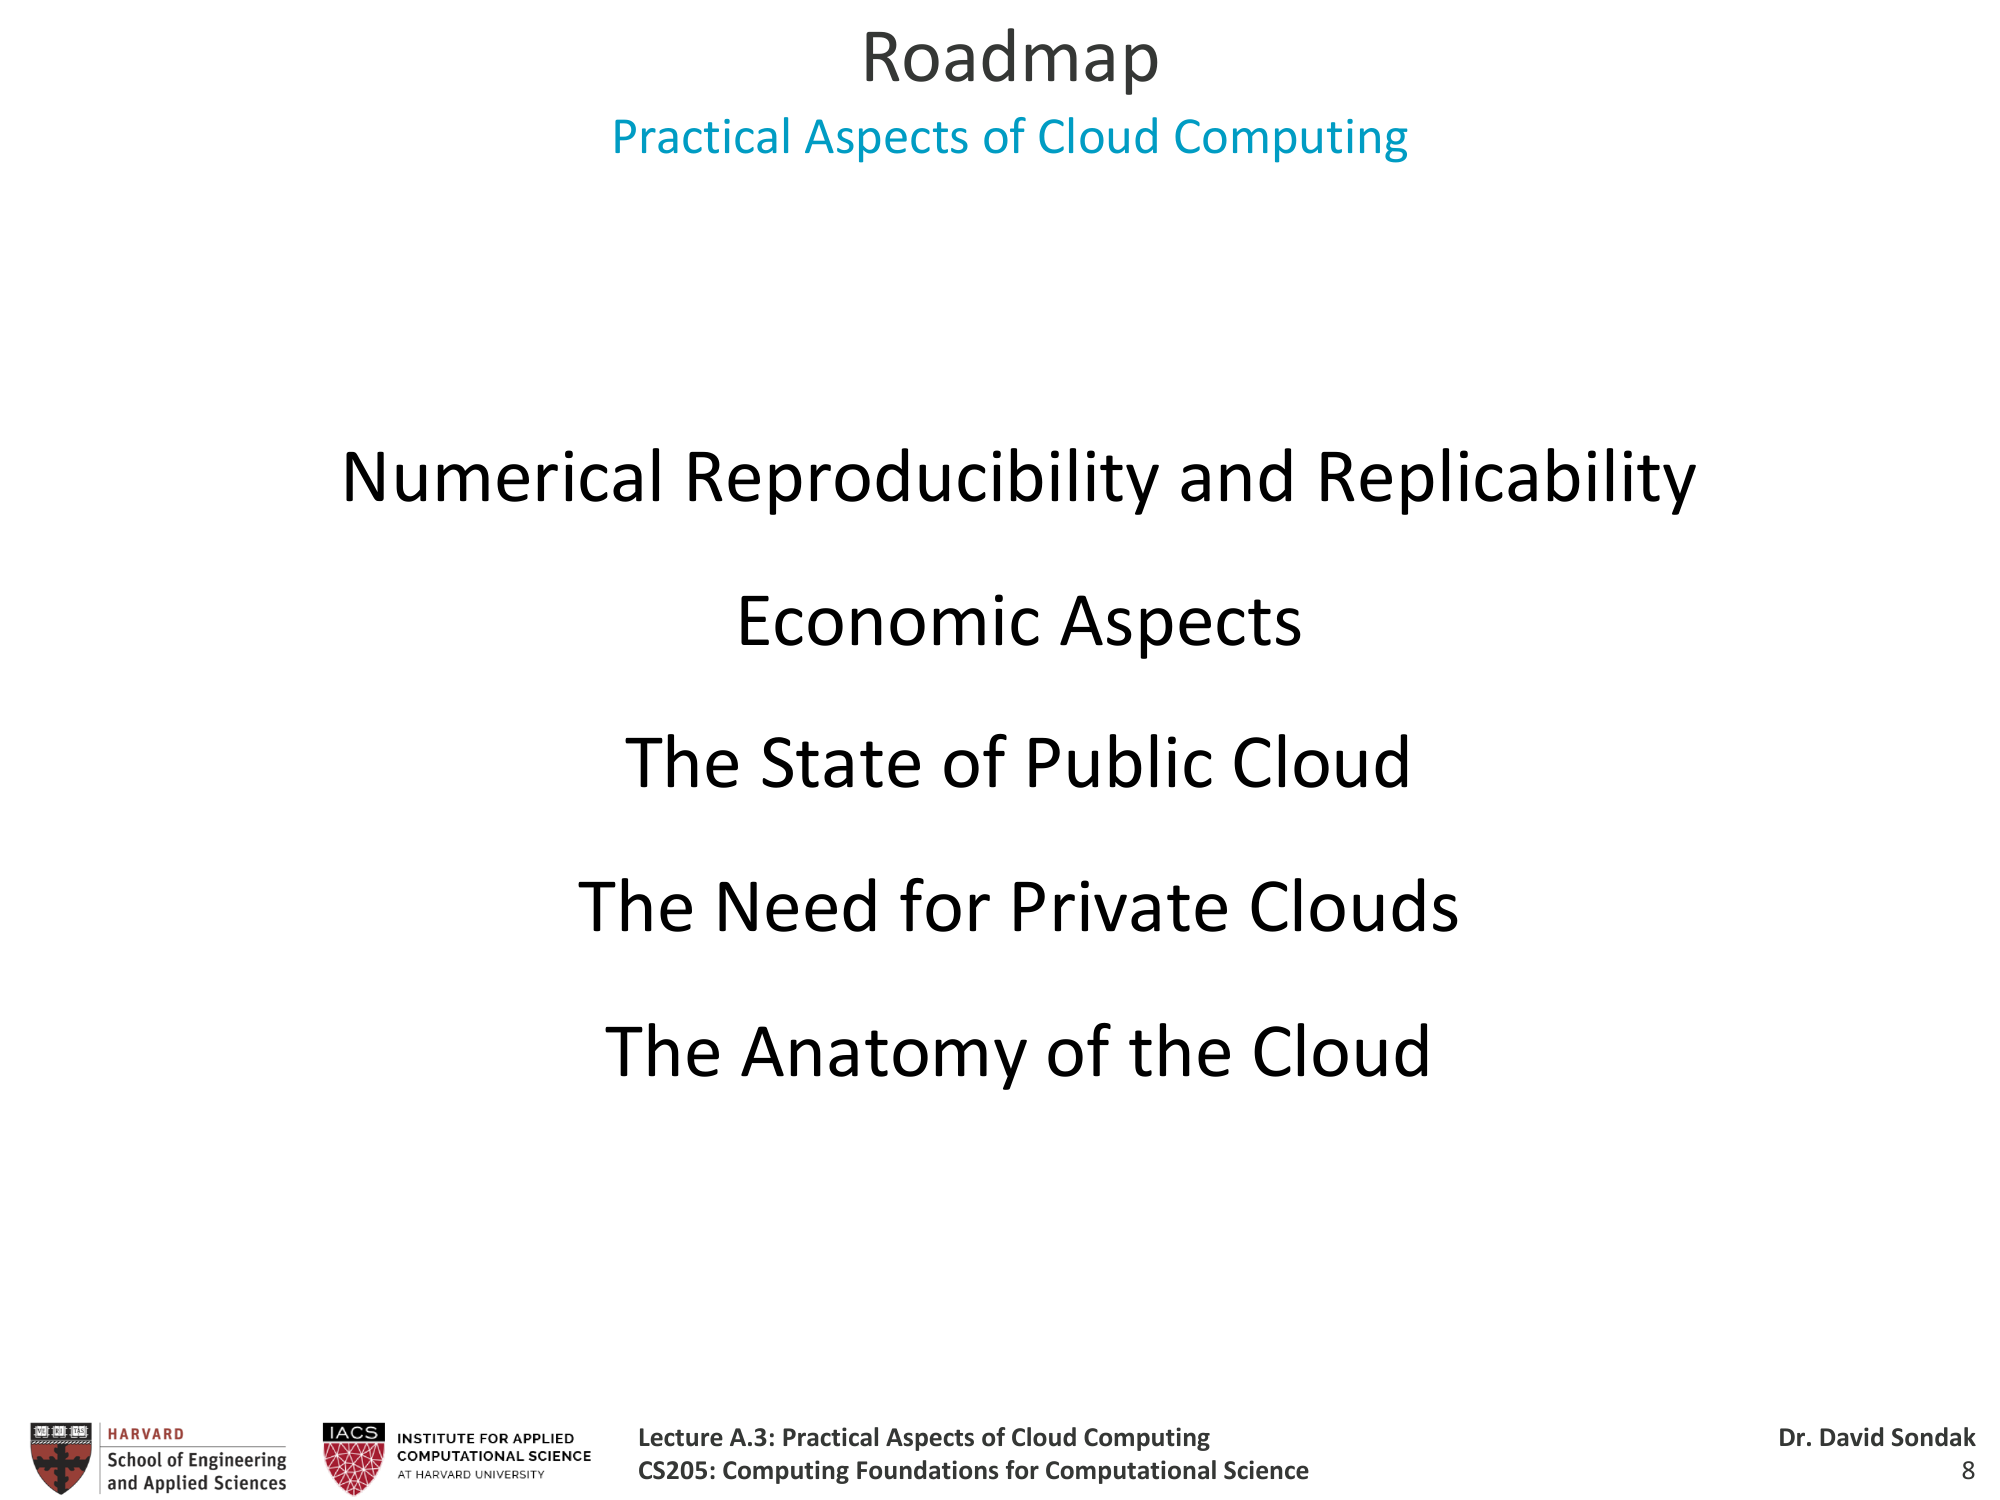 Roadmap
Practical Aspects of Cloud Computing
Numerical Reproducibility and Replicability
Economic Aspects
The State of Public Cloud
The Need for Private Clouds
The Anatomy of the Cloud
HARVARD
School of Engineering
and Applied Sciences
IACS
INSTITUTE FOR APPLIED
COMPUTATIONAL SCIENCE
AT HARVARD UNIVERSITY
Lecture A.3: Practical Aspects of Cloud Computing
CS205: Computing Foundations for Computational Science
Dr. David Sondak
8